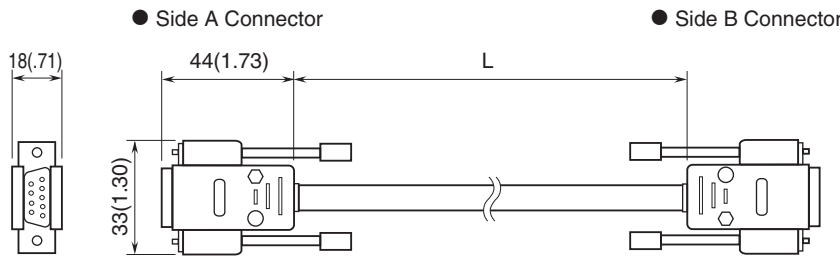 ● Side A Connector
● Side B Connector
18(.71)
44(1.73)
L
33(1.30)